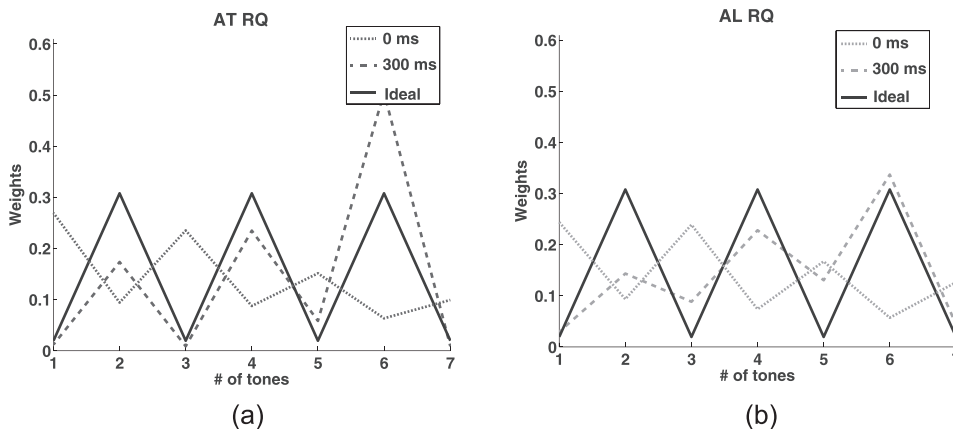 AT RQ
0.6
0.5
0.4
0.3
0.2
0.1
0
Weights
0 ms
300 ms
Ideal
1 2 3 4 5 6 7
# of tones
(a)
AL RQ
0.6
0.5
0.4
0.3
0.2
0.1
0
Weights
0 ms
300 ms
Ideal
1 2 3 4 5 6
# of tones
(b)